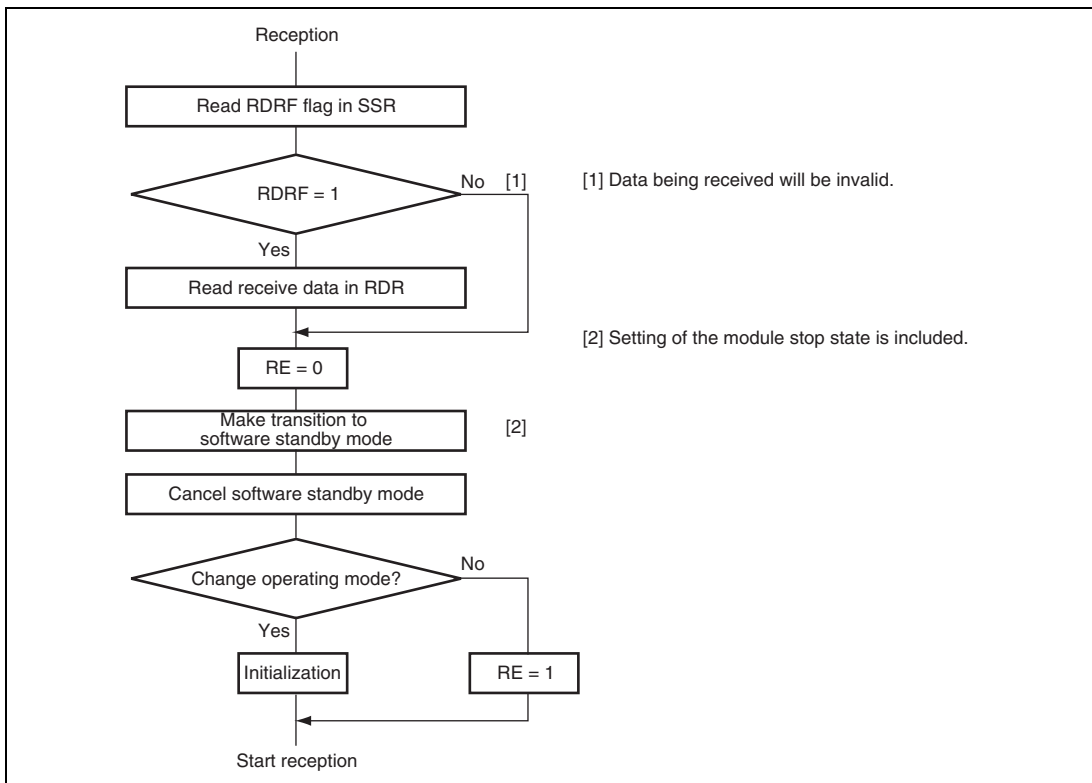 Reception
Read RDRF flag in SSR
RDRF = 1
No [1]
[1] Data being received will be invalid.
Yes
Read receive data in RDR
[2] Setting of the module stop state is included.
RE = 0
Make transition to
software standby mode
[2]
Cancel software standby mode
Change operating mode?
No
Yes
Initialization
RE = 1
Start reception